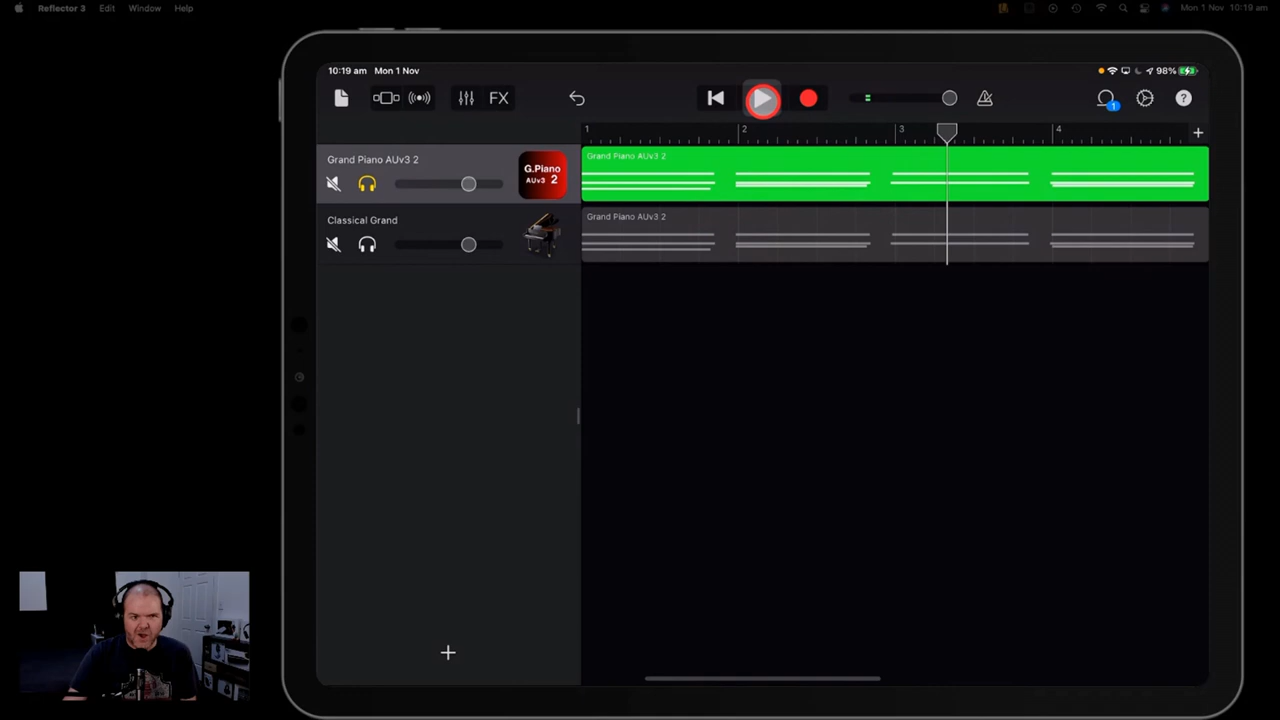 Reflector 3 Edit Window Help
Mon 1 Nov 10:19 am
10:19 am Mon 1 Nov
98%
FX
1
1 2 3 4
Grand Piano AUv3 2
G.Piano
AUv3 2
Grand Piano AUv3 2
Classical Grand
Grand Piano AUv3 2